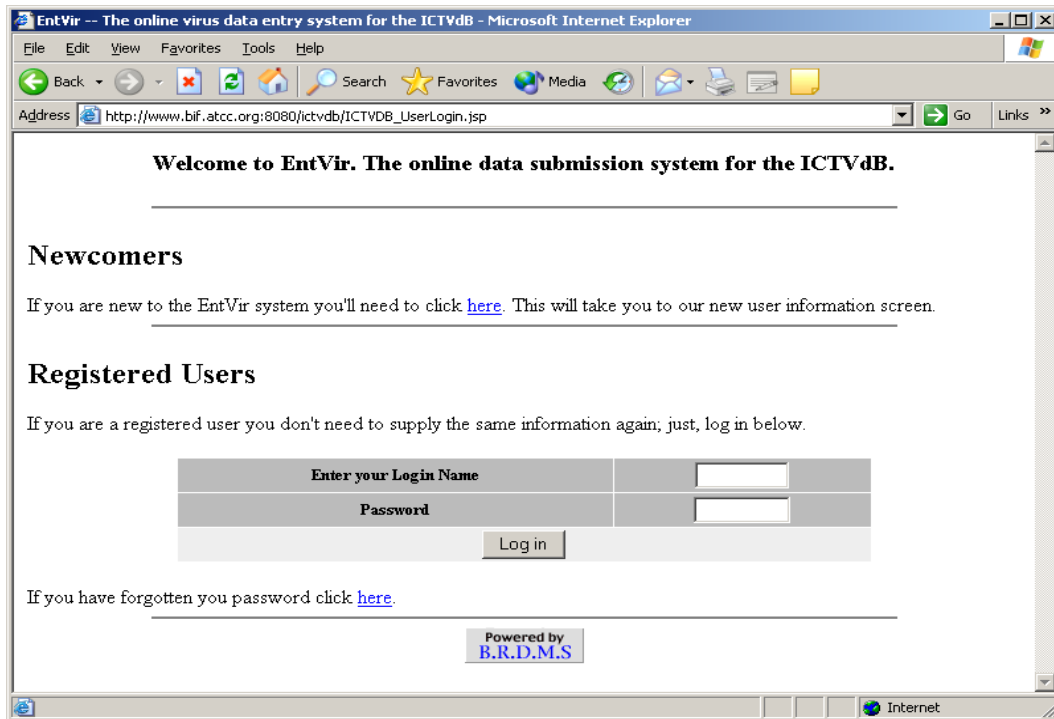 EntVir -- The online virus data entry system for the ICTVdB - Microsoft Internet Explorer
File Edit View Favorites Tools Help
Back Search Favorites Media
Address http://www.bif.atcc.org:8080/ictvdb/ICTVDB_UserLogin.jsp Go Links »
Welcome to EntVir. The online data submission system for the ICTVdB.
Newcomers
If you are new to the EntVir system you'll need to click here. This will take you to our new user information screen.
Registered Users
If you are a registered user you don't need to supply the same information again; just, log in below.
Enter your Login Name
Password
Log in
If you have forgotten you password click here.
Powered by
B.R.D.M.S
Internet